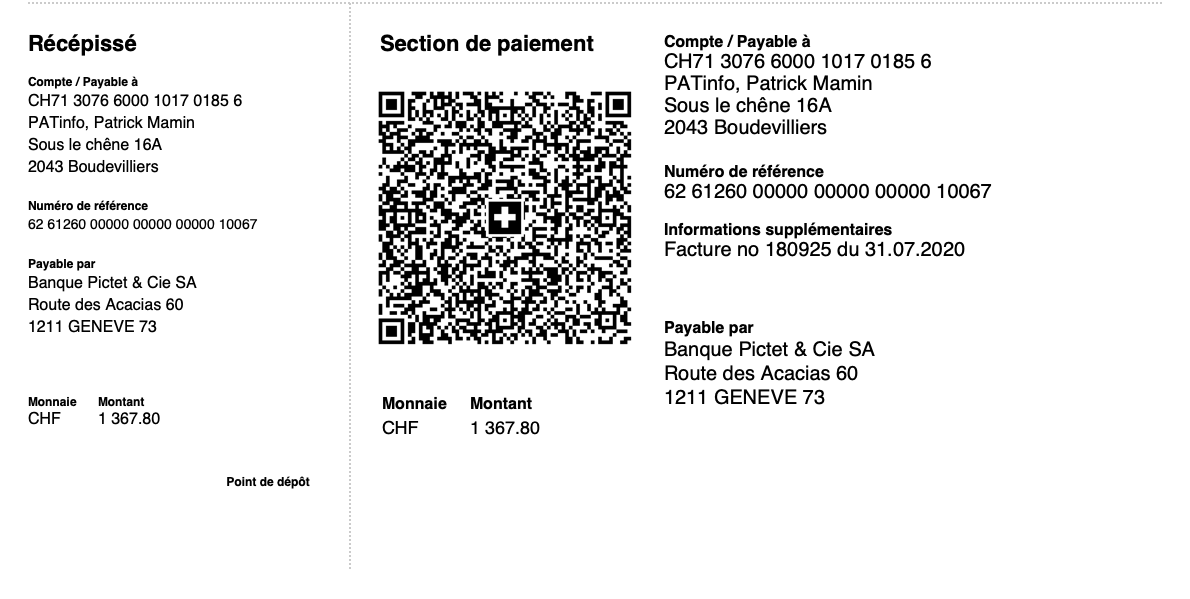 Récépissé
Compte / Payable à
CH71 3076 6000 1017 0185 6
PATinfo, Patrick Mamin
Sous le chêne 16A
2043 Boudevilliers
Numéro de référence
62 61260 00000 00000 00000 10067
Payable par
Banque Pictet & Cie SA
Route des Acacias 60
1211 GENEVE 73
Monnaie Montant
CHF 1 367.80
Point de dépôt
Section de paiement
Monnaie Montant
CHF 1 367.80
Compte / Payable à
CH71 3076 6000 1017 0185 6
PATinfo, Patrick Mamin
Sous le chêne 16A
2043 Boudevilliers
Numéro de référence
62 61260 00000 00000 00000 10067
Informations supplémentaires
Facture no 180925 du 31.07.2020
Payable par
Banque Pictet & Cie SA
Route des Acacias 60
1211 GENEVE 73